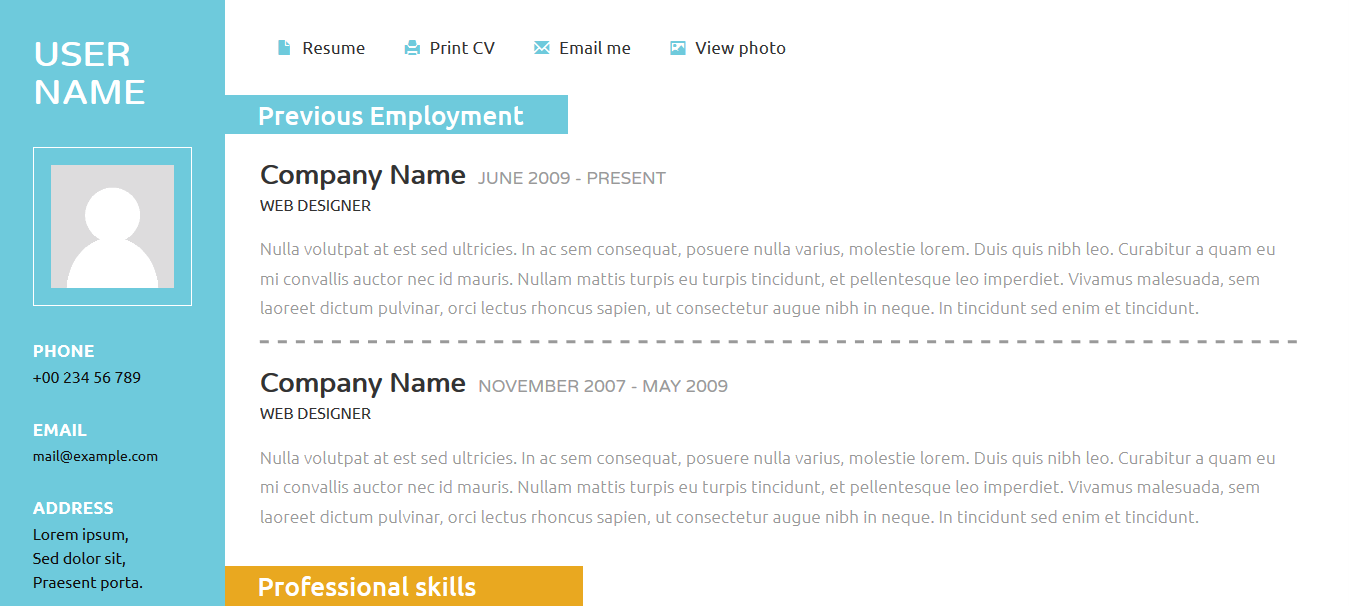 USER
NAME
PHONE
+00 234 56 789
EMAIL
mail@example.com
ADDRESS
Lorem ipsum,
Sed dolor sit,
Praesent porta.
Resume Print CV Email me View photo
Previous Employment
Company Name JUNE 2009 - PRESENT
WEB DESIGNER
Nulla volutpat at est sed ultricies. In ac sem consequat, posuere nulla varius, molestie lorem. Duis quis nibh leo. Curabitur a quam eu
mi convallis auctor nec id mauris. Nullam mattis turpis eu turpis tincidunt, et pellentesque leo imperdiet. Vivamus malesuada, sem
laoreet dictum pulvinar, orci lectus rhoncus sapien, ut consectetur augue nibh in neque. In tincidunt sed enim et tincidunt.
Company Name NOVEMBER 2007 - MAY 2009
WEB DESIGNER
Nulla volutpat at est sed ultricies. In ac sem consequat, posuere nulla varius, molestie lorem. Duis quis nibh leo. Curabitur a quam eu
mi convallis auctor nec id mauris. Nullam mattis turpis eu turpis tincidunt, et pellentesque leo imperdiet. Vivamus malesuada, sem
laoreet dictum pulvinar, orci lectus rhoncus sapien, ut consectetur augue nibh in neque. In tincidunt sed enim et tincidunt.
Professional skills